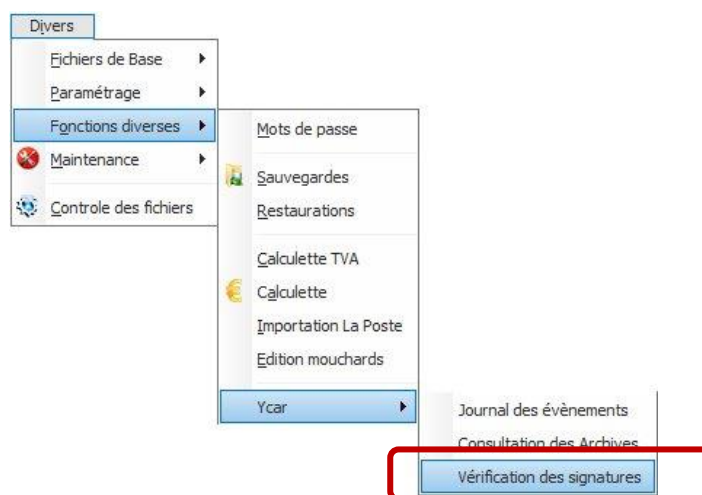 Divers
Fichiers de Base
Paramétrage
Fonctions diverses
Maintenance
Controle des fichiers
Mots de passe
Sauvegardes
Restaurations
Calculette TVA
Calculette
Importation La Poste
Edition mouchards
Ycar
Journal des évènements
Consultation des Archives
Vérification des signatures